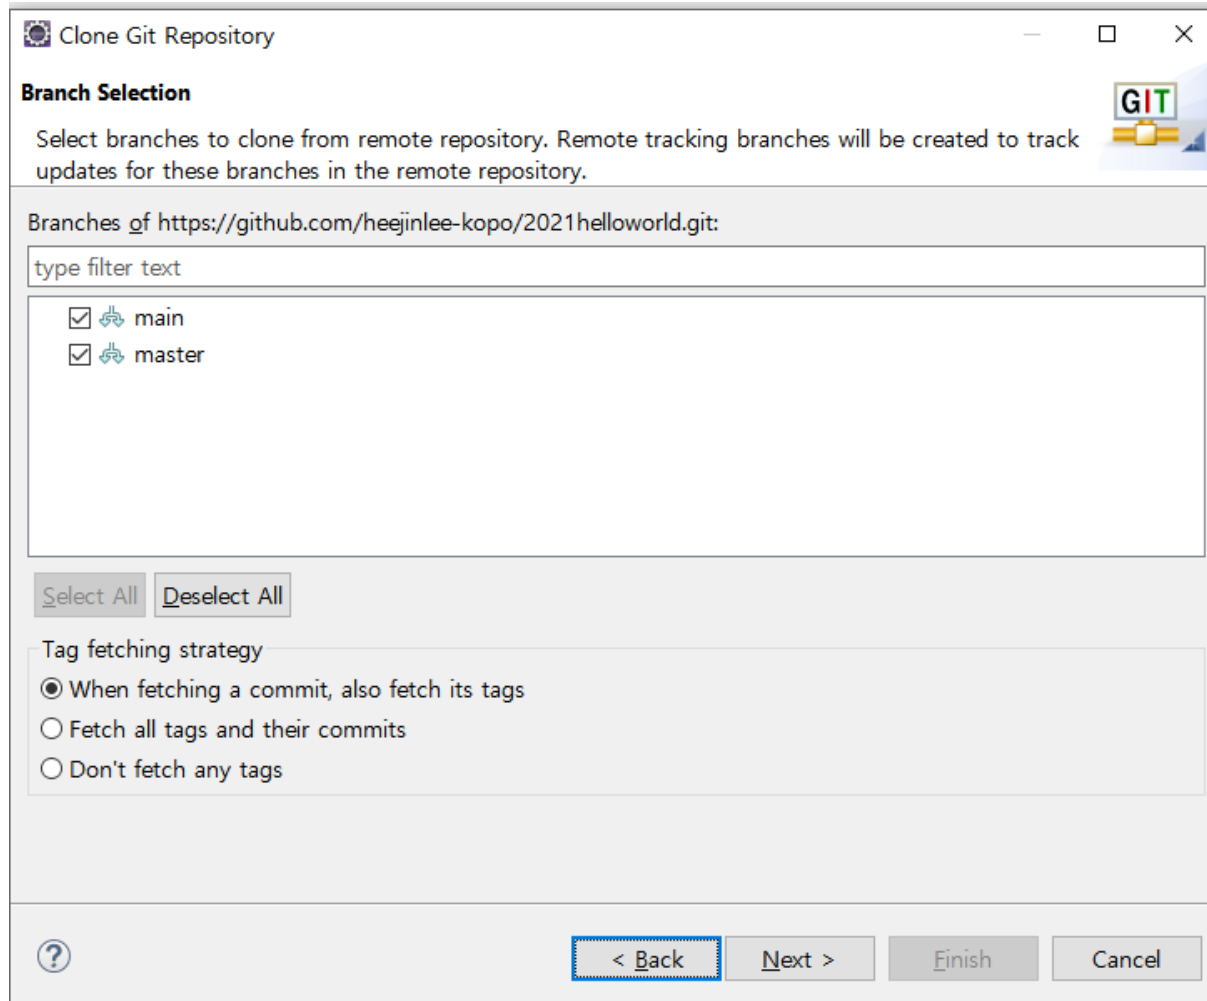 Clone Git Repository
Branch Selection
GIT
Select branches to clone from remote repository. Remote tracking branches will be created to track
updates for these branches in the remote repository.
Branches of https://github.com/heejinlee-kopo/2021helloworld.git:
type filter text
main
master
Select All Deselect All
Tag fetching strategy
When fetching a commit, also fetch its tags
Fetch all tags and their commits
Don't fetch any tags
? < Back Next > Finish Cancel